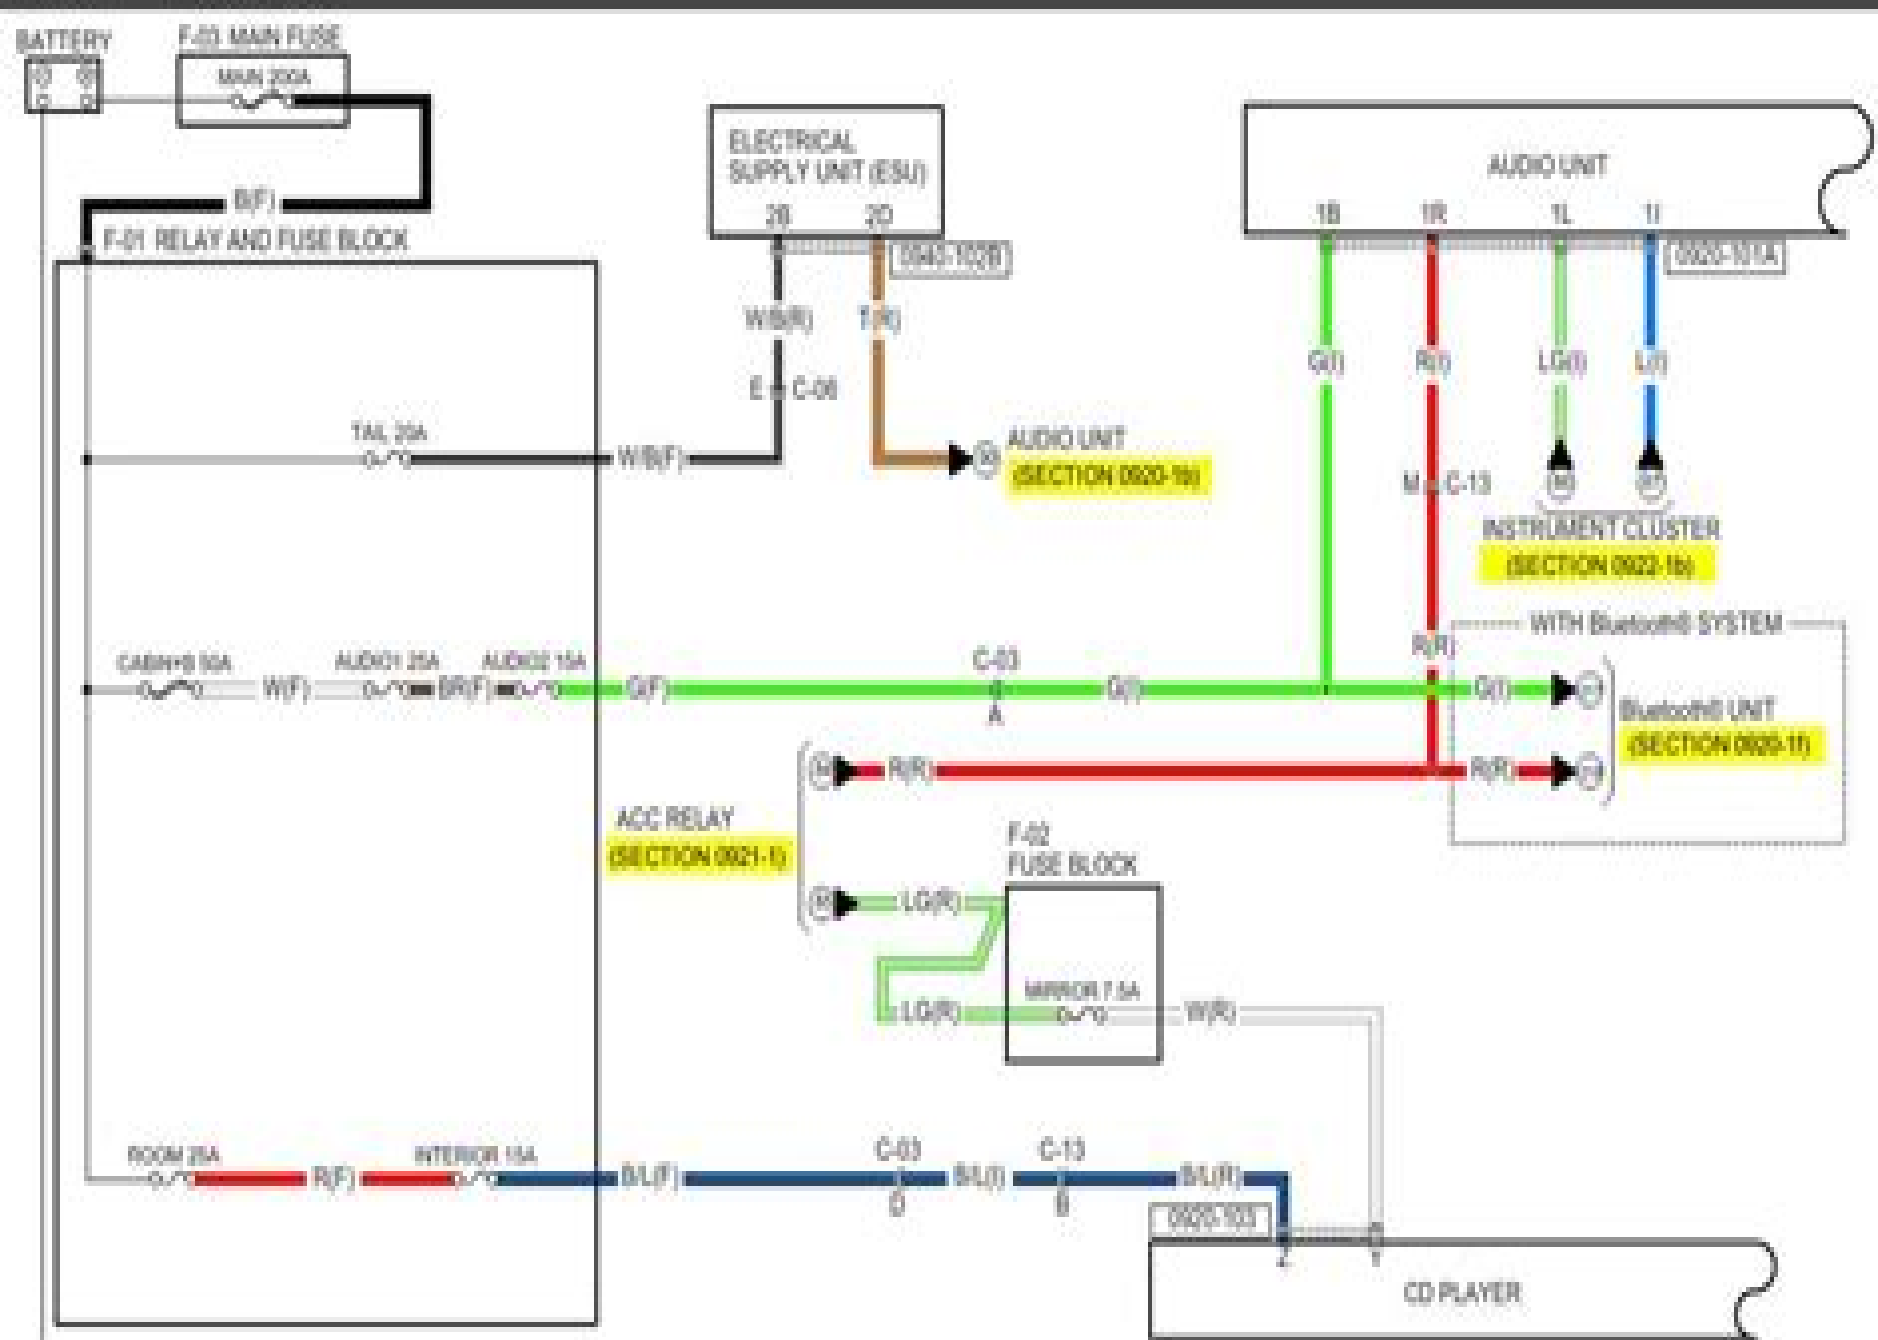 BATTERY
F-03 MAIN FUSE
MAIN 200A
B(F)
F-01 RELAY AND FUSE BLOCK
ELECTRICAL
SUPPLY UNIT (ESU)
2B 2D
0940-102B
W/B(R) T(R)
E C-06
AUDIO UNIT
1B 1R 1L 1I
0920-101A
G(I) R(I) LG(I) L(I)
TAIL 20A
W/B(F)
AUDIO UNIT
(SECTION 0920-1b)
M C-13
INSTRUMENT CLUSTER
(SECTION 0922-1b)
WITH Bluetooth® SYSTEM
R(R)
CABIN+B 50A AUDIO1 25A AUDIO2 15A
W(F) BR(F) G(F)
C-03
A
G(I)
G(I)
Bluetooth® UNIT
(SECTION 0920-1f)
R(R)
R(R)
ACC RELAY
(SECTION 0921-1)
F-02
FUSE BLOCK
LG(R)
MIRROR 7.5A
LG(R)
W(R)
ROOM 25A
R(F)
INTERIOR 15A
B/L(F)
C-03
D
B/L(I)
C-13
B
B/L(R)
0920-103
CD PLAYER